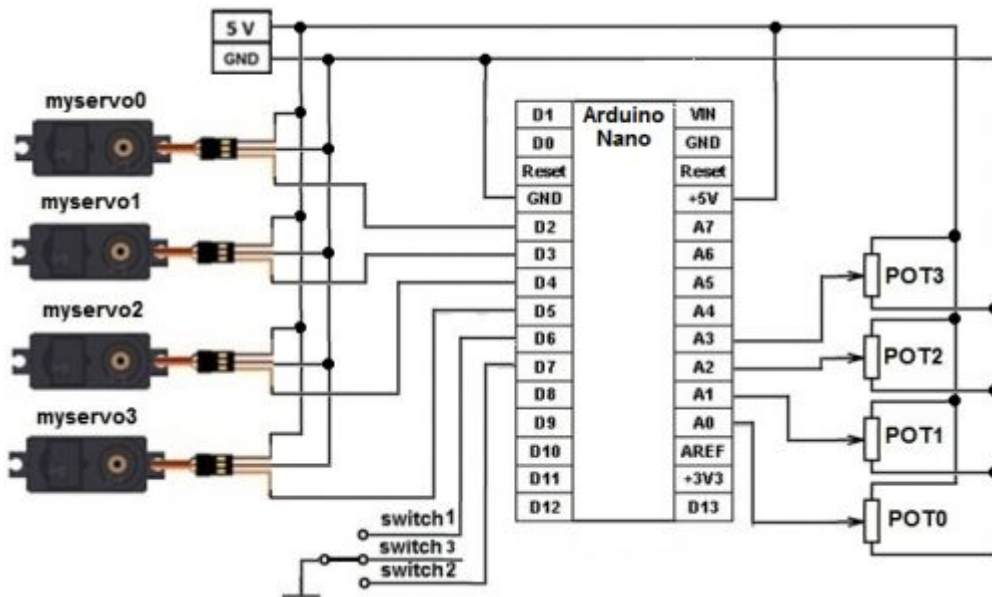 5 V
GND
myservo0
myservo1
myservo2
myservo3
Arduino
Nano
D1
D0
Reset
GND
D2
D3
D4
D5
D6
D7
D8
D9
D10
D11
D12
VIN
GND
Reset
+5V
A7
A6
A5
A4
A3
A2
A1
A0
AREF
+3V3
D13
POT3
POT2
POT1
POT0
switch1
switch 3
switch2